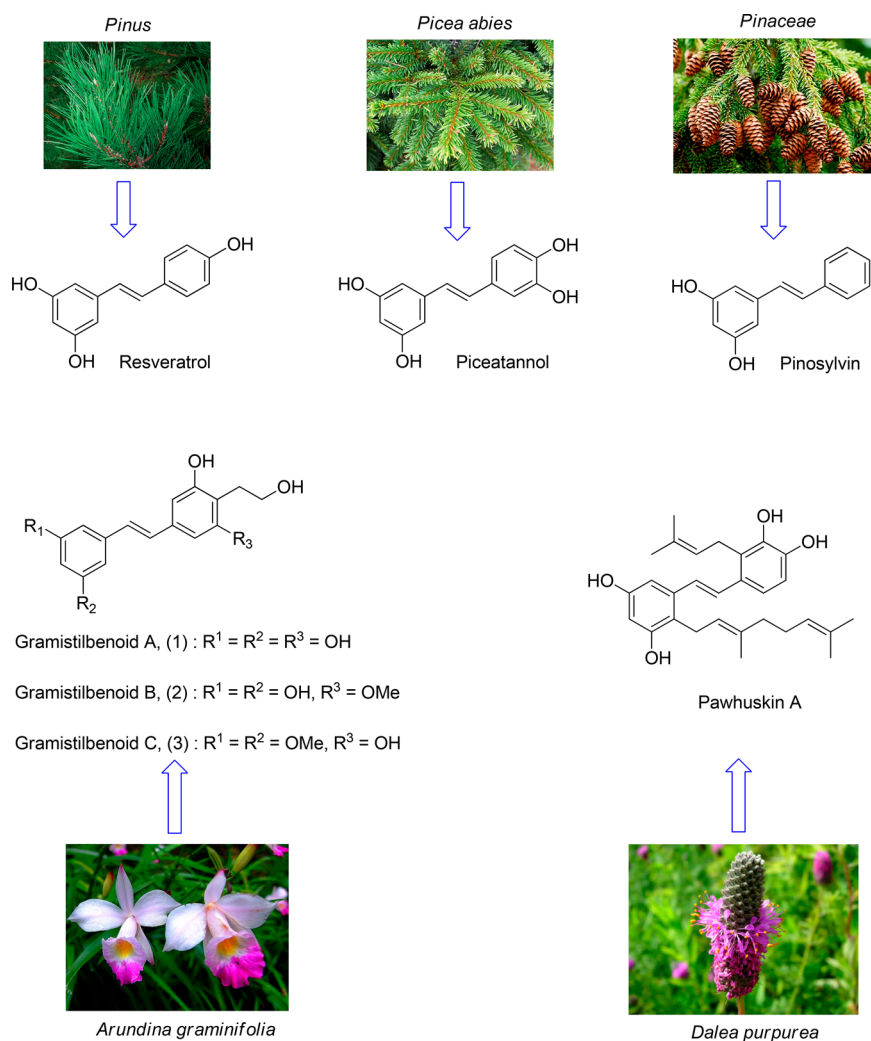 Pinus
Picea abies
Pinaceae
OH
HO
OH
Resveratrol
OH
HO
OH
OH
Piceatannol
HO
OH
Pinosylvin
OH
OH
R₁
R₃
R₂
Gramistilbenoid A, (1) : R¹ = R² = R³ = OH
Gramistilbenoid B, (2) : R¹ = R² = OH, R³ = OMe
Gramistilbenoid C, (3) : R¹ = R² = OMe, R³ = OH
OH
OH
HO
OH
Pawhuskin A
Arundina graminifolia
Dalea purpurea